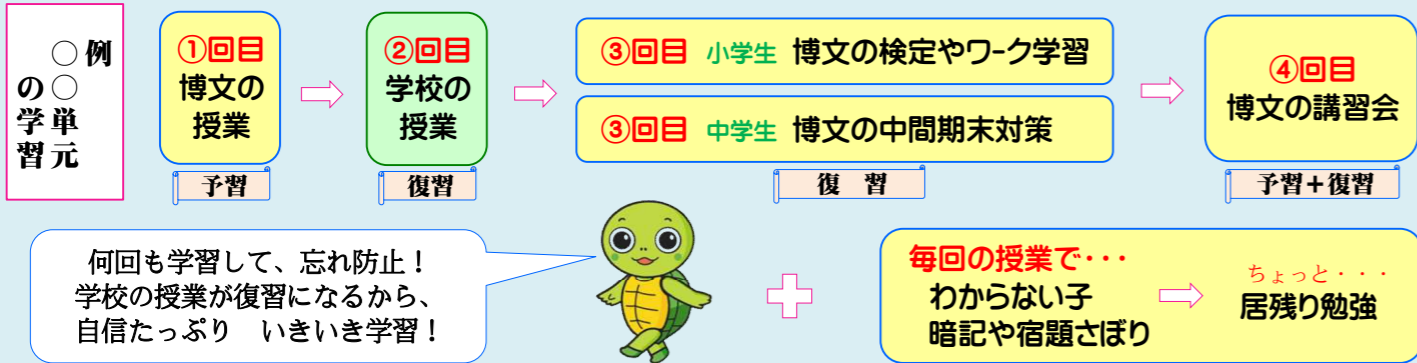 例
○○単元
の学習
①回目
博文の
授業
予習
②回目
学校の
授業
復習
③回目 小学生 博文の検定やワーク学習
③回目 中学生 博文の中間期末対策
復 習
④回目
博文の講習会
予習＋復習
何回も学習して、忘れ防止！
学校の授業が復習になるから、
自信たっぷり いきいき学習！
毎回の授業で・・・
わからない子
暗記や宿題さぼり
ちょっと・・・
居残り勉強